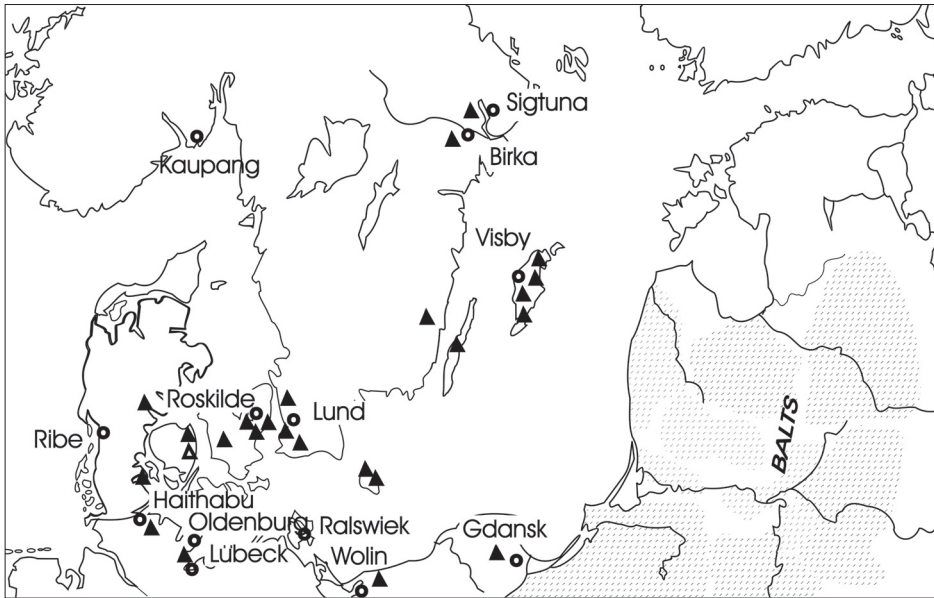 Sigtuna
Birka
Kaupang
Visby
Roskilde
Lund
Ribe
BALTS
Haithabu
Oldenburg
Ralswiek
Gdansk
Lübeck
Wolin